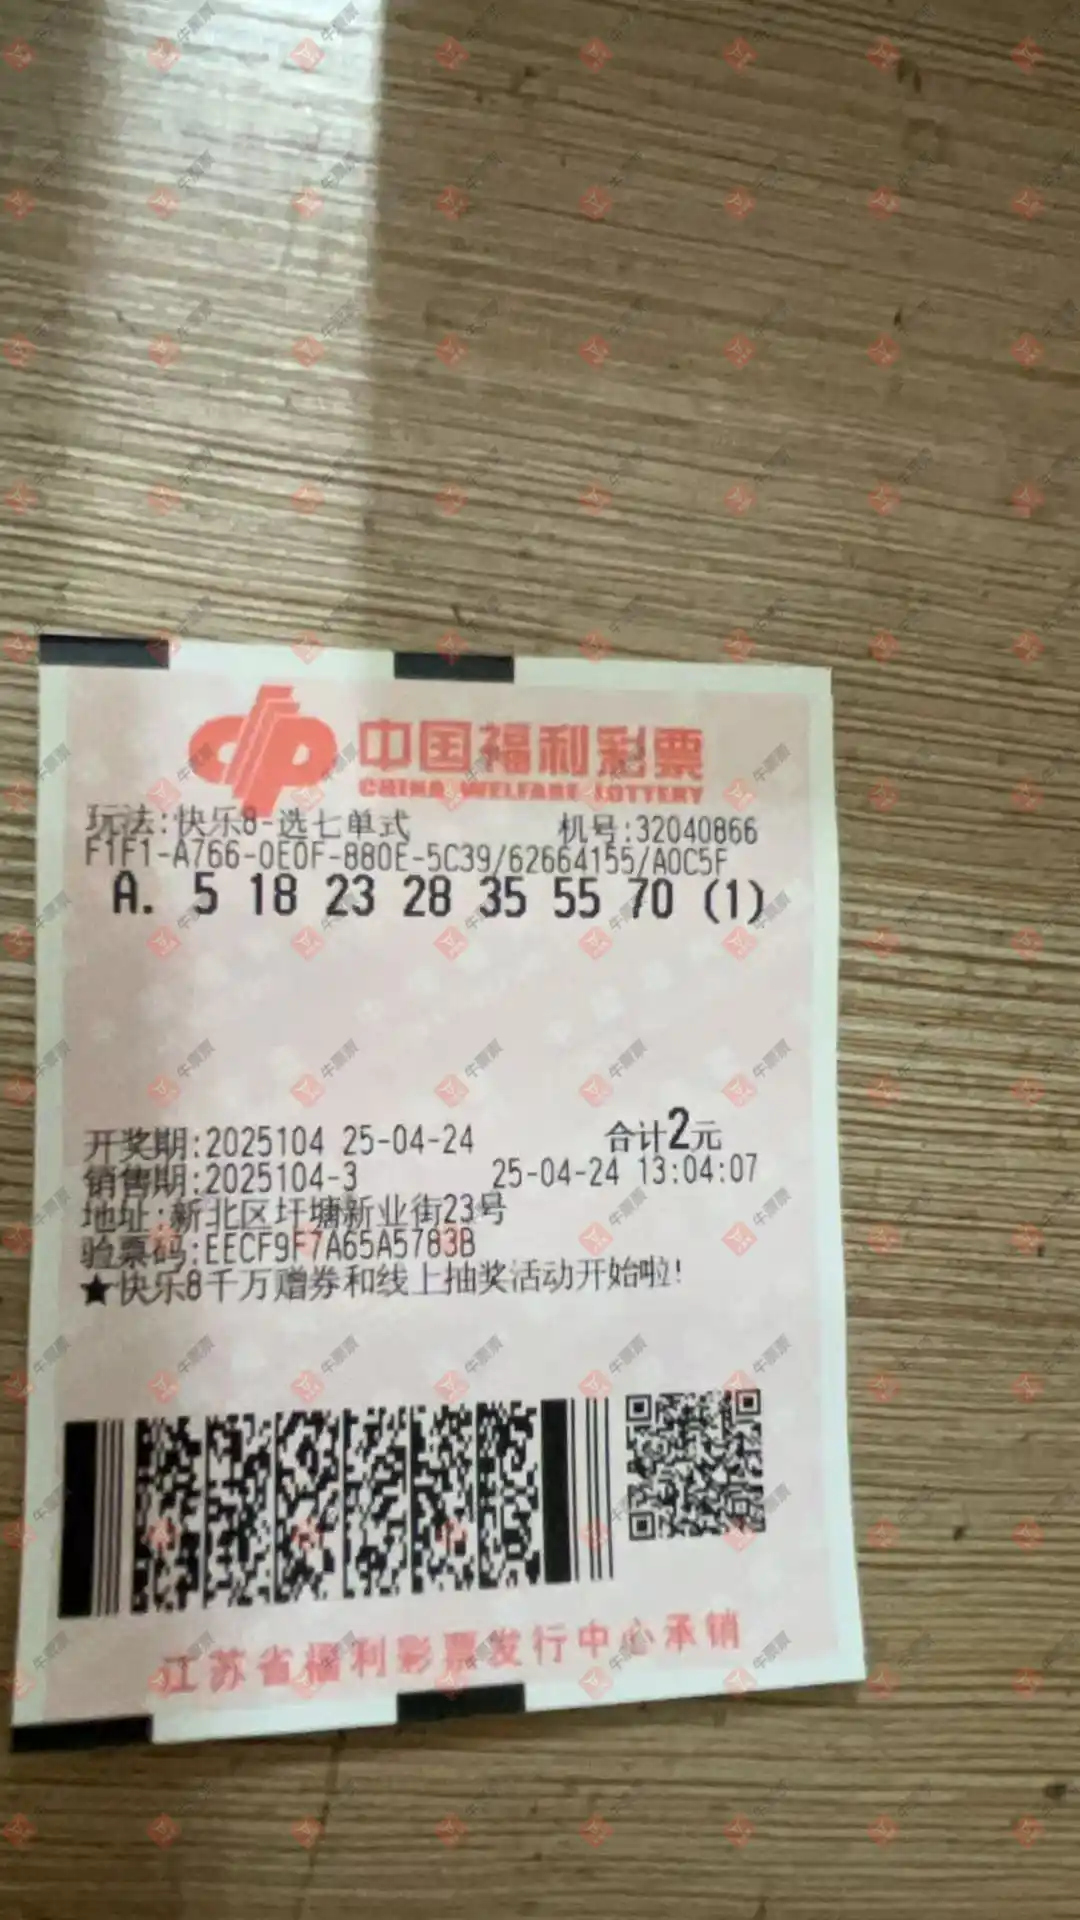 中国福利彩票
CHINA WELFARE LOTTERY
玩法:快乐8-选七单式 机号:32040866
F1F1-A766-0E0F-880E-5C39/62664155/A0C5F
A. 5 18 23 28 35 55 70 (1)
开奖期:2025104 25-04-24 合计2元
销售期:2025104-3 25-04-24 13:04:07
地址:新北区圩塘新业街23号
验票码:EECF9F7A65A5783B
★快乐8千万赠券和线上抽奖活动开始啦!
江苏省福利彩票发行中心承销
牛票票